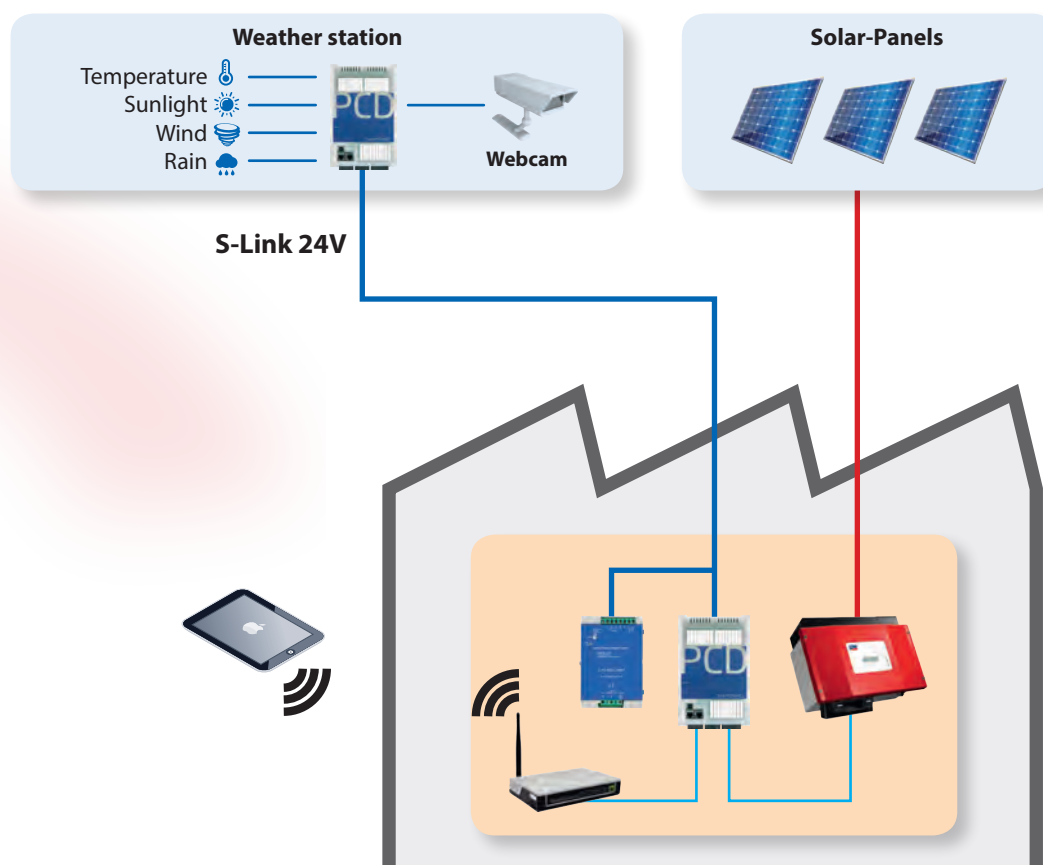 Weather station
Temperature
Sunlight
Wind
Rain
PCD
Webcam
Solar-Panels
S-Link 24V
PCD